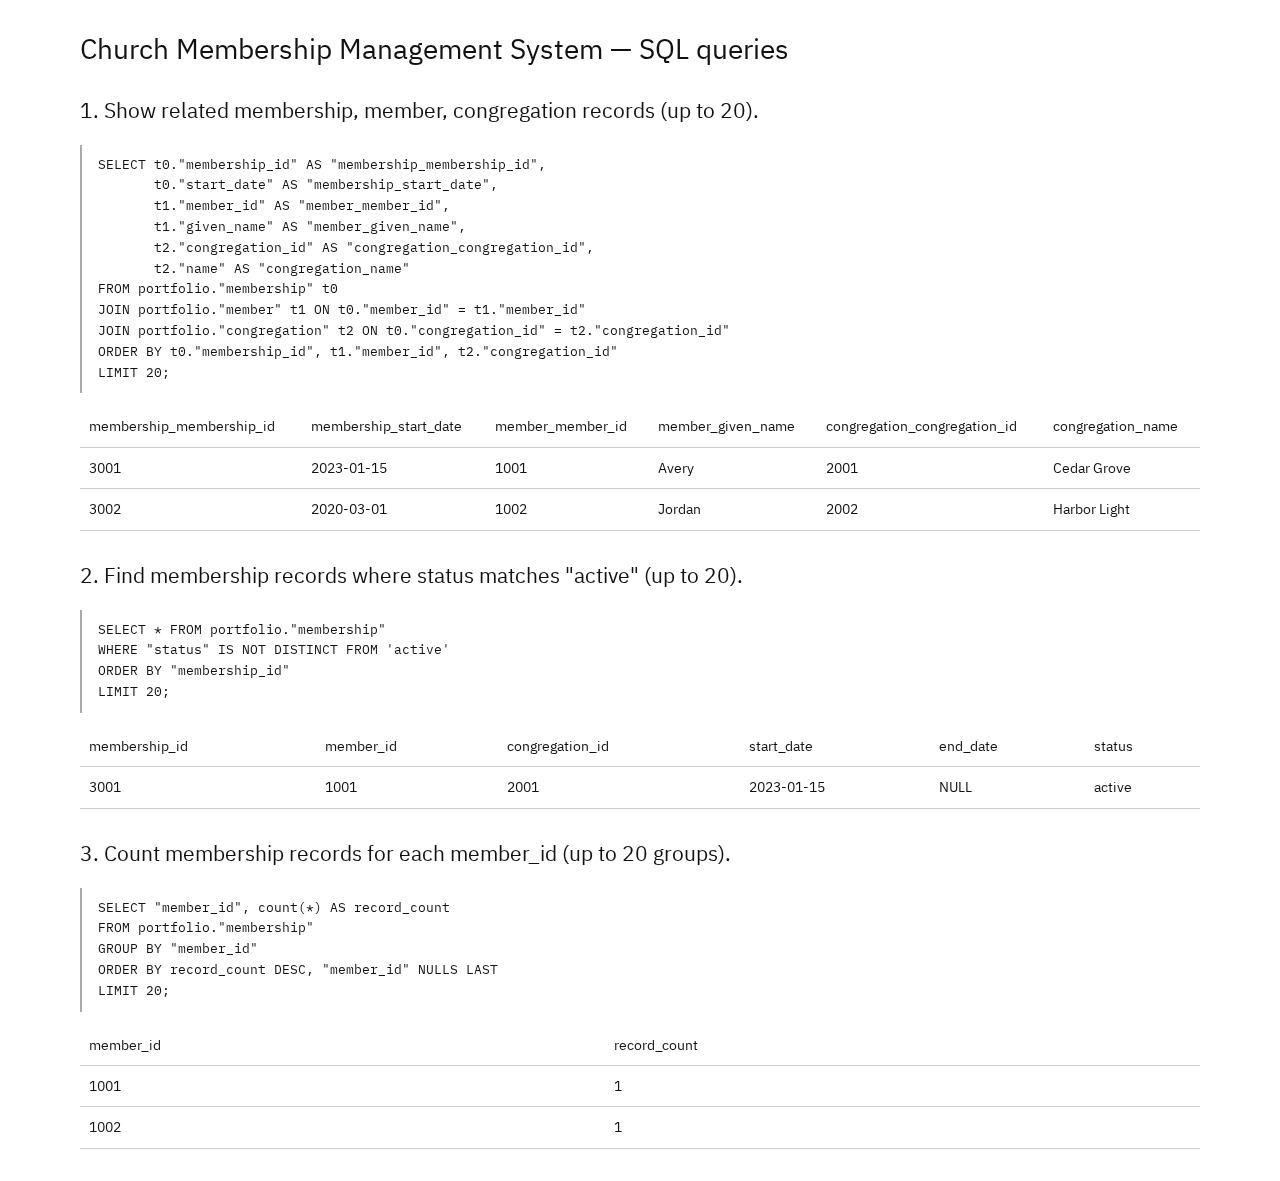 Church Membership Management System — SQL queries
1. Show related membership, member, congregation records (up to 20).
SELECT t0."membership_id" AS "membership_membership_id",
       t0."start_date" AS "membership_start_date",
       t1."member_id" AS "member_member_id",
       t1."given_name" AS "member_given_name",
       t2."congregation_id" AS "congregation_congregation_id",
       t2."name" AS "congregation_name"
FROM portfolio."membership" t0
JOIN portfolio."member" t1 ON t0."member_id" = t1."member_id"
JOIN portfolio."congregation" t2 ON t0."congregation_id" = t2."congregation_id"
ORDER BY t0."membership_id", t1."member_id", t2."congregation_id"
LIMIT 20;
membership_membership_id membership_start_date member_member_id member_given_name congregation_congregation_id congregation_name
3001 2023-01-15 1001 Avery 2001 Cedar Grove
3002 2020-03-01 1002 Jordan 2002 Harbor Light
2. Find membership records where status matches "active" (up to 20).
SELECT * FROM portfolio."membership"
WHERE "status" IS NOT DISTINCT FROM 'active'
ORDER BY "membership_id"
LIMIT 20;
membership_id member_id congregation_id start_date end_date status
3001 1001 2001 2023-01-15 NULL active
3. Count membership records for each member_id (up to 20 groups).
SELECT "member_id", count(*) AS record_count
FROM portfolio."membership"
GROUP BY "member_id"
ORDER BY record_count DESC, "member_id" NULLS LAST
LIMIT 20;
member_id record_count
1001 1
1002 1